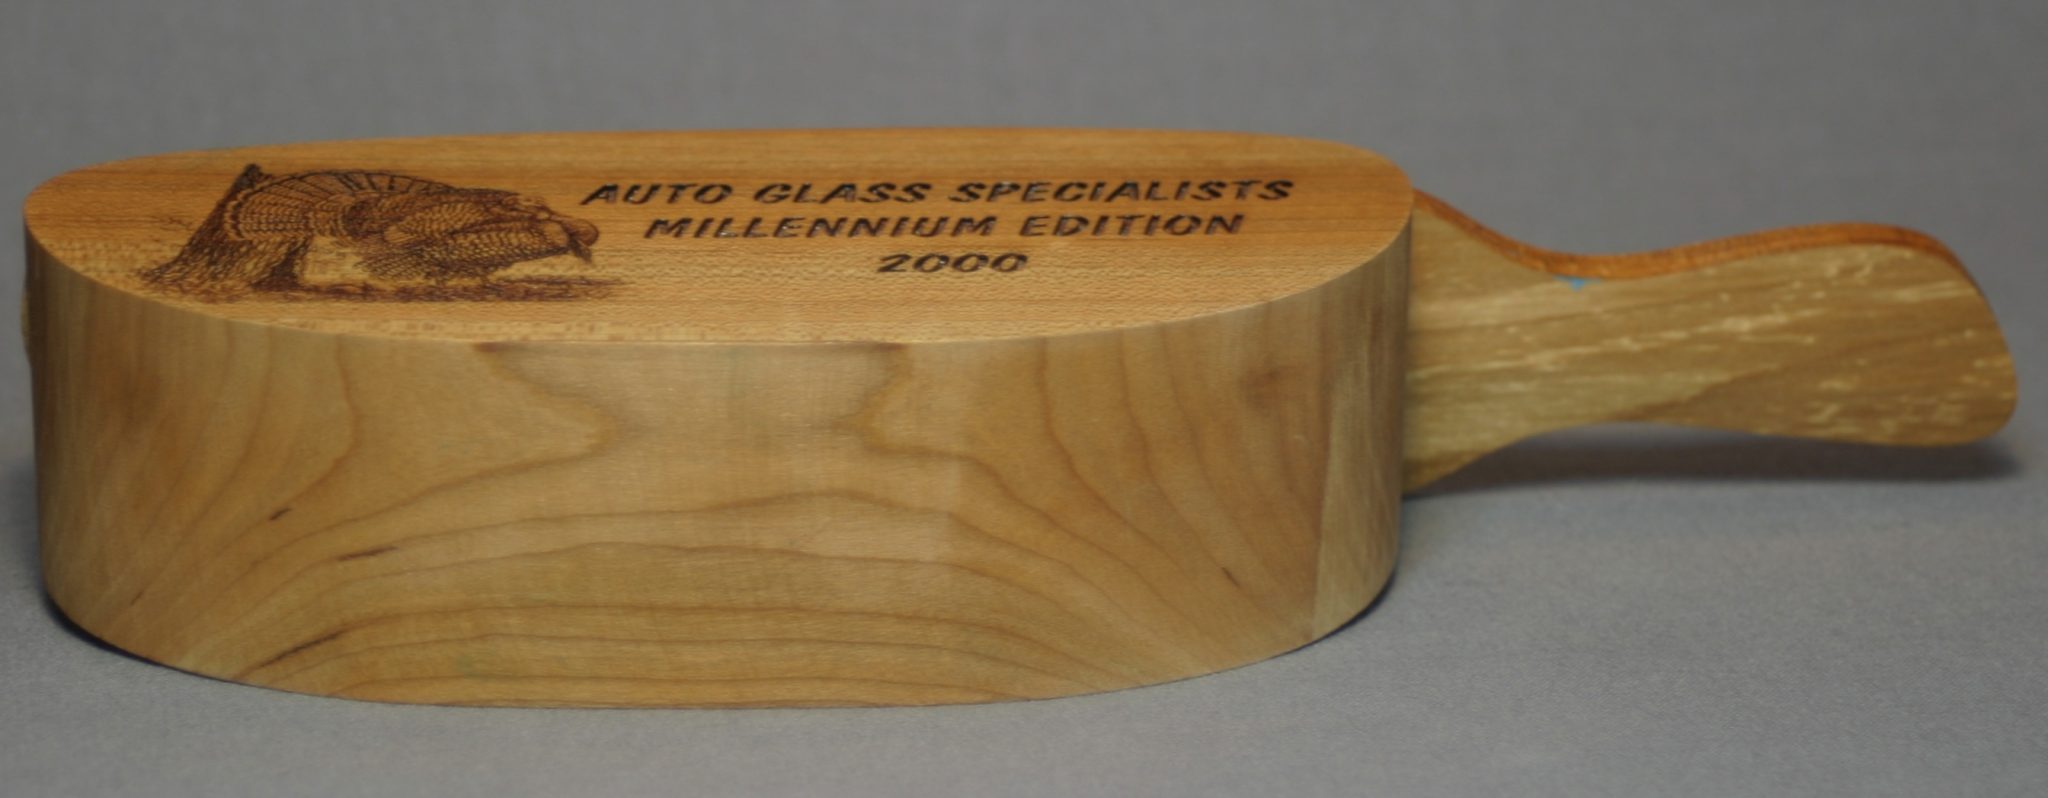 AUTO GLASS SPECIALISTS
MILLENNIUM EDITION
2000